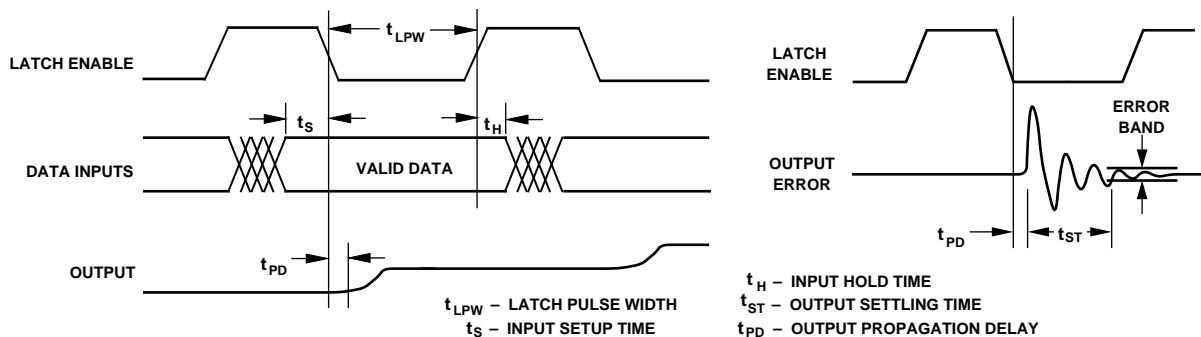 LATCH ENABLE
t_LPW
t_S
t_H
DATA INPUTS
VALID DATA
OUTPUT
t_PD
t_LPW – LATCH PULSE WIDTH
t_S – INPUT SETUP TIME
LATCH
ENABLE
ERROR
BAND
OUTPUT
ERROR
t_PD
t_ST
t_H – INPUT HOLD TIME
t_ST – OUTPUT SETTLING TIME
t_PD – OUTPUT PROPAGATION DELAY